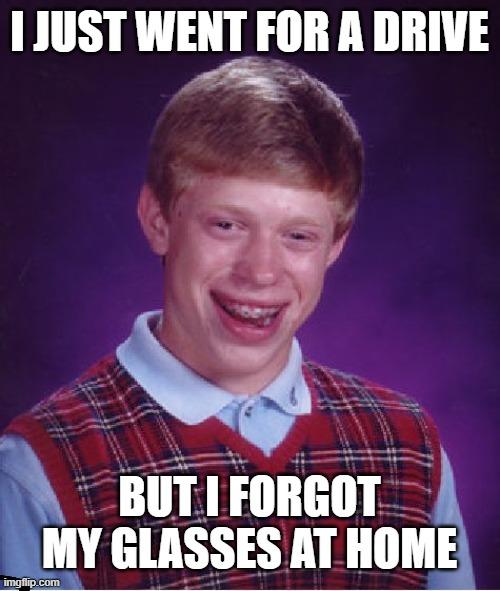 I JUST WENT FOR A DRIVE
BUT I FORGOT
MY GLASSES AT HOME
imgflip.com